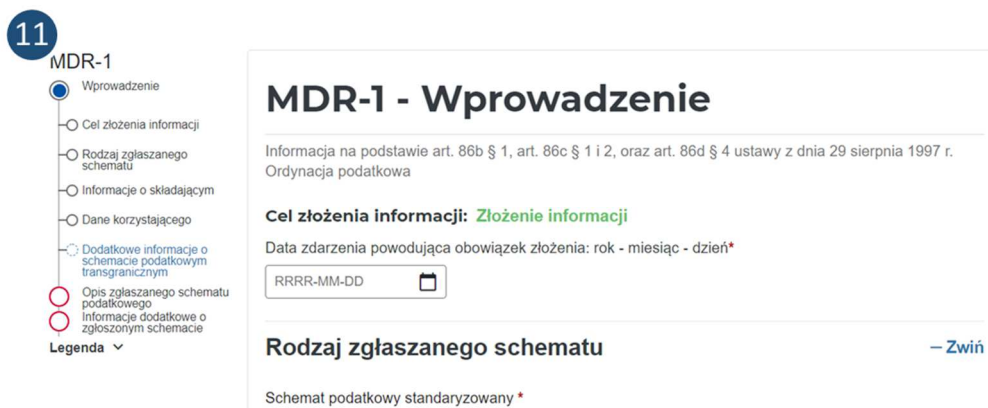 11
MDR-1
Wprowadzenie
Cel złożenia informacji
Rodzaj zgłaszanego
schematu
Informacje o składającym
Dane korzystającego
Dodatkowe informacje o
schemacie podatkowym
transgranicznym
Opis zgłaszanego schematu
podatkowego
Informacje dodatkowe o
zgłoszonym schemacie
Legenda
MDR-1 - Wprowadzenie
Informacja na podstawie art. 86b § 1, art. 86c § 1 i 2, oraz art. 86d § 4 ustawy z dnia 29 sierpnia 1997 r.
Ordynacja podatkowa
Cel złożenia informacji: Złożenie informacji
Data zdarzenia powodująca obowiązek złożenia: rok - miesiąc - dzień*
RRRR-MM-DD
Rodzaj zgłaszanego schematu
– Zwiń
Schemat podatkowy standaryzowany *